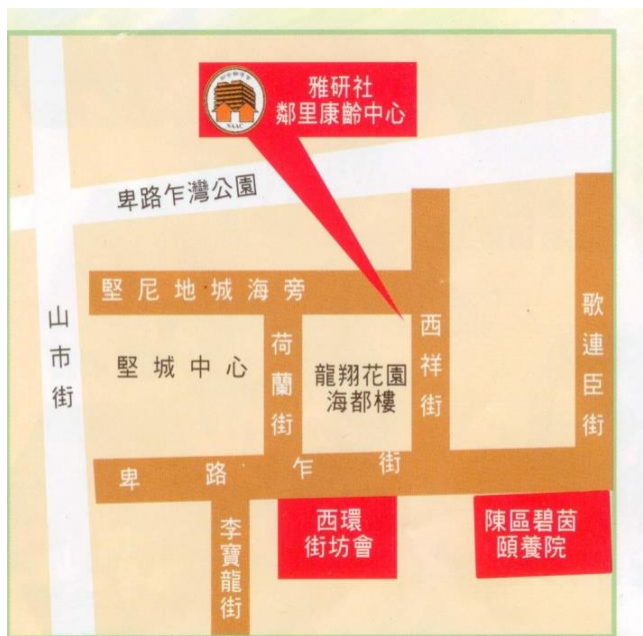 雅研社
鄰里康齡中心
NAAC
卑路乍灣公園
堅尼地城海旁
山市街
堅城中心
荷蘭街
龍翔花園
海都樓
西祥街
歌連臣街
卑路乍街
李寶龍街
西環
街坊會
陳區碧茵
頤養院